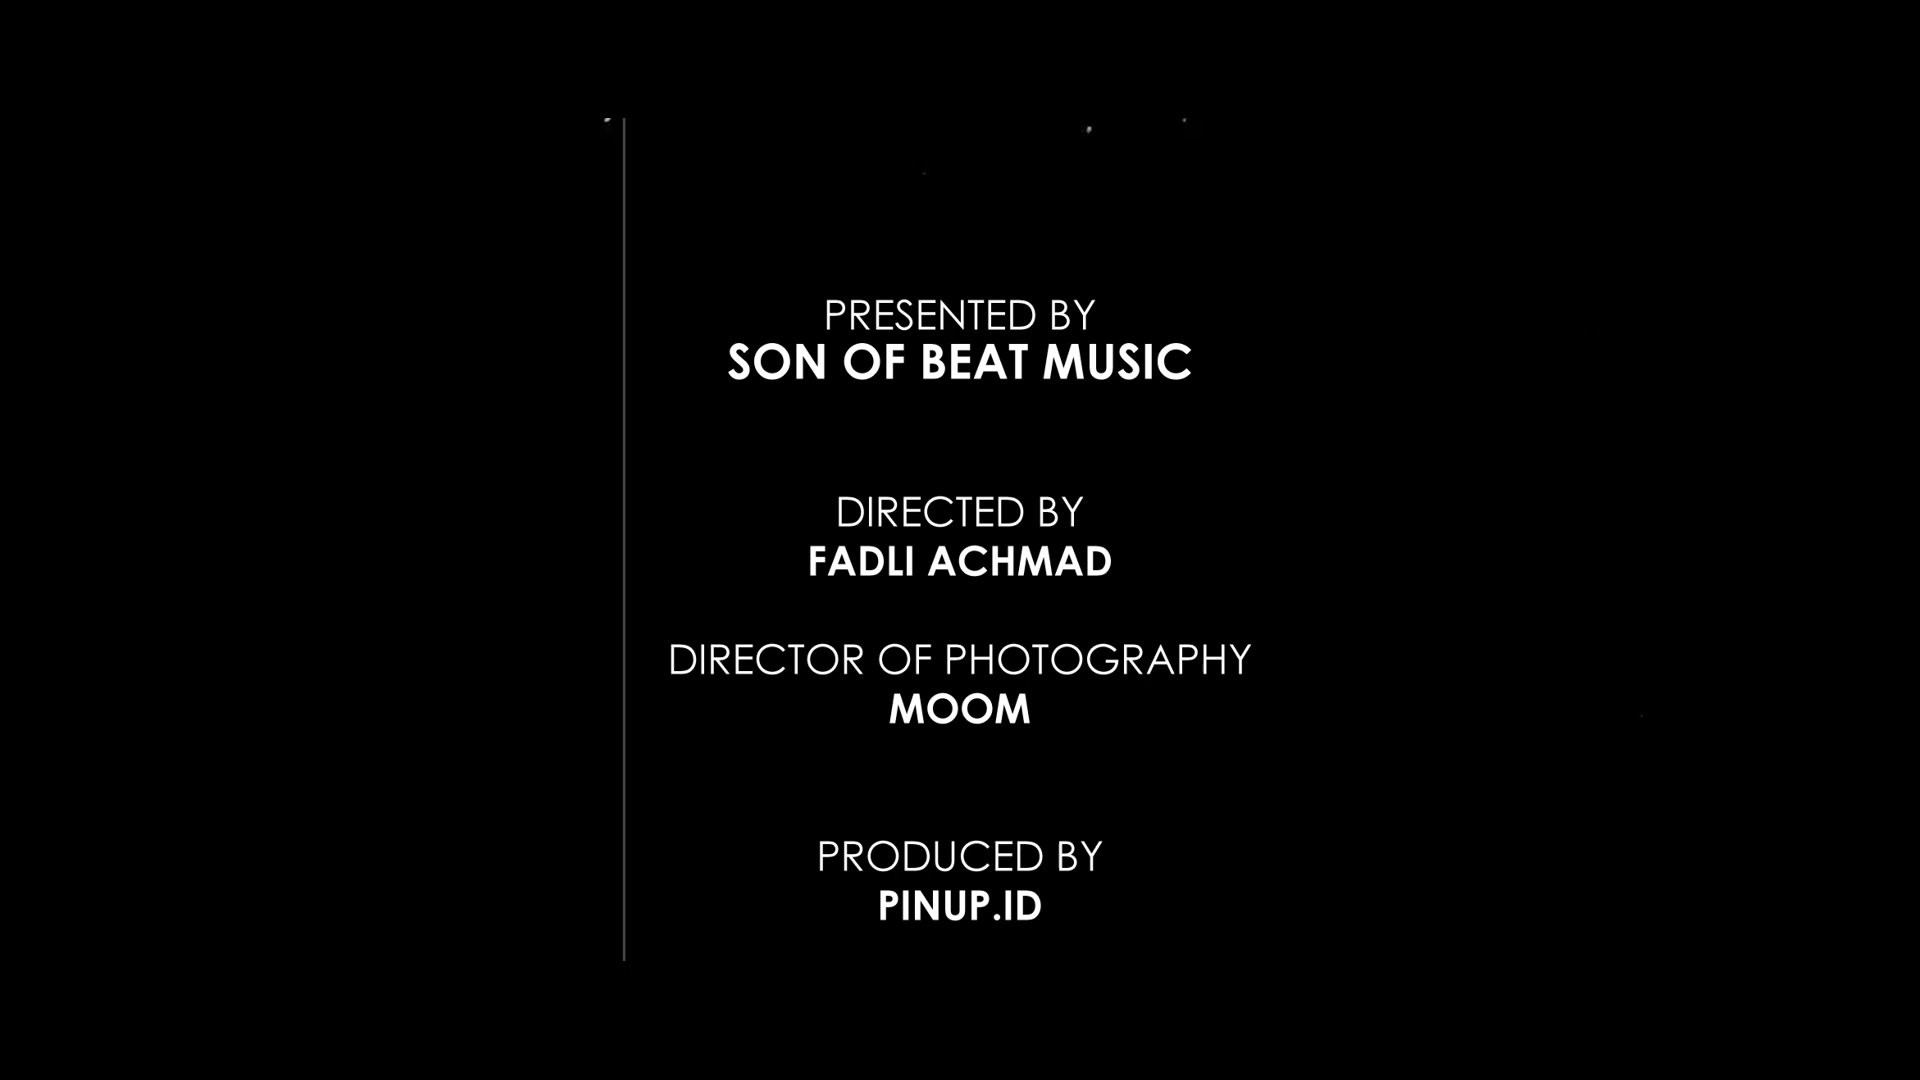 PRESENTED BY
SON OF BEAT MUSIC
DIRECTED BY
FADLI ACHMAD
DIRECTOR OF PHOTOGRAPHY
MOOM
PRODUCED BY
PINUP.ID